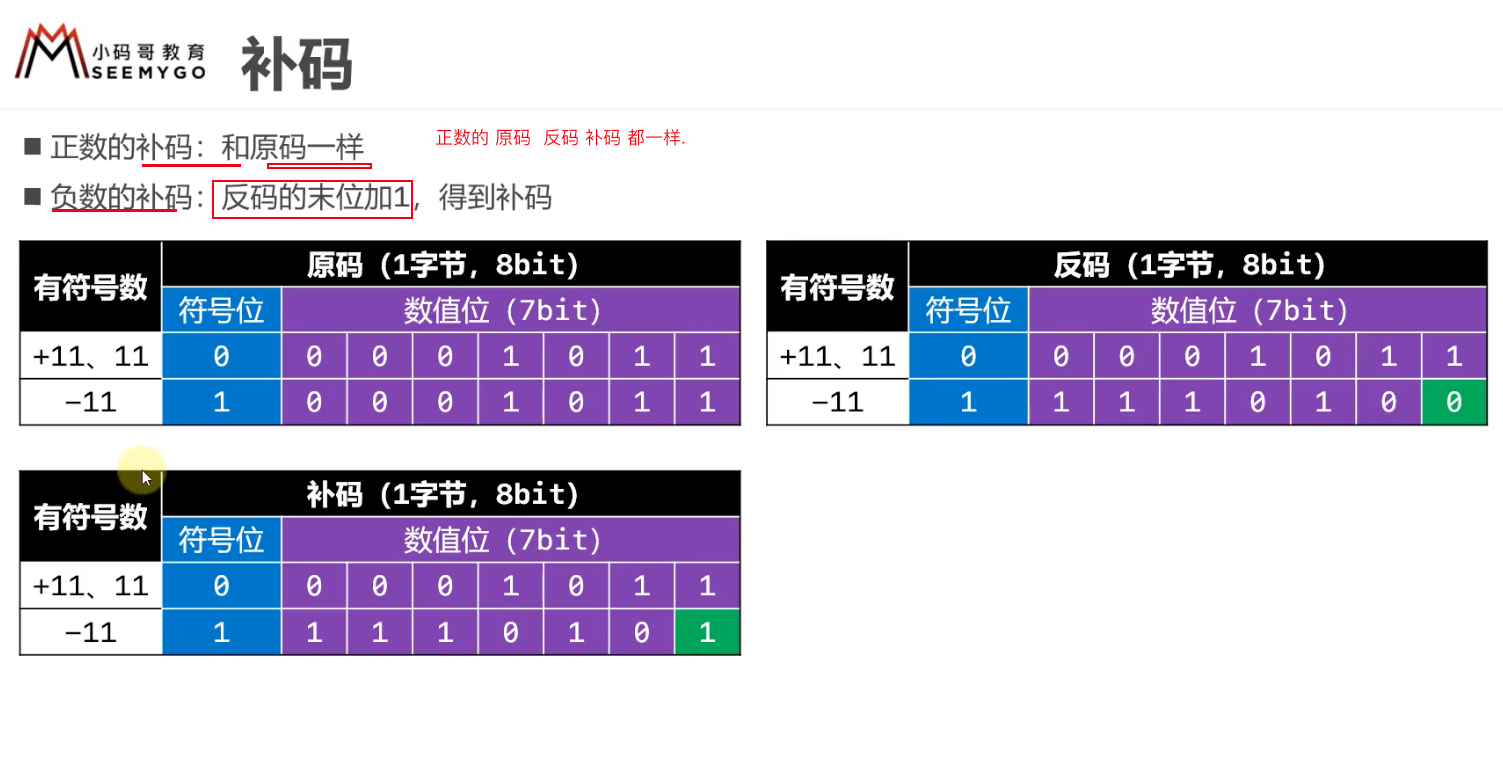 小码哥教育
SEEMYGO
补码
■ 正数的补码：和原码一样
正数的 原码 反码 补码 都一样.
■ 负数的补码：反码的末位加1，得到补码
有符号数 原码（1字节，8bit）
符号位 数值位（7bit）
+11、11 0 0 0 0 1 0 1 1
−11 1 0 0 0 1 0 1 1
有符号数 反码（1字节，8bit）
符号位 数值位（7bit）
+11、11 0 0 0 0 1 0 1 1
−11 1 1 1 1 0 1 0 0
有符号数 补码（1字节，8bit）
符号位 数值位（7bit）
+11、11 0 0 0 0 1 0 1 1
−11 1 1 1 1 0 1 0 1